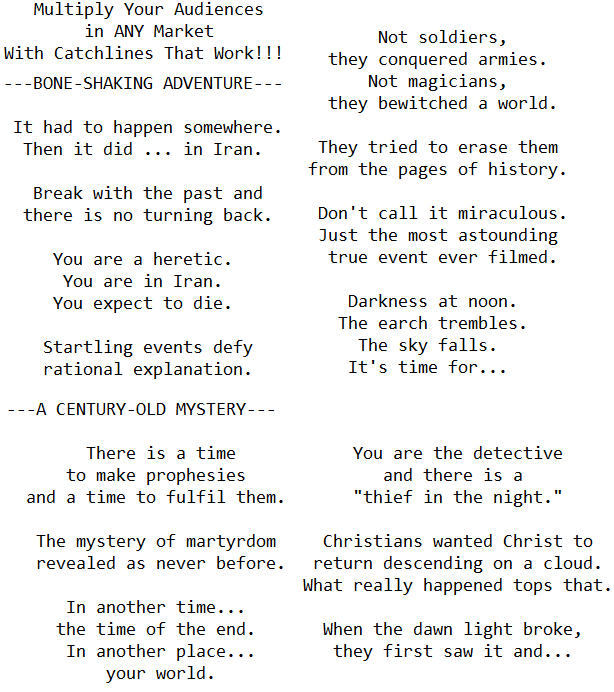 Multiply Your Audiences
in ANY Market
With Catchlines That Work!!!
---BONE-SHAKING ADVENTURE---
It had to happen somewhere.
Then it did ... in Iran.
Break with the past and
there is no turning back.
You are a heretic.
You are in Iran.
You expect to die.
Startling events defy
rational explanation.
Not soldiers,
they conquered armies.
Not magicians,
they bewitched a world.
They tried to erase them
from the pages of history.
Don't call it miraculous.
Just the most astounding
true event ever filmed.
Darkness at noon.
The earch trembles.
The sky falls.
It's time for...
---A CENTURY-OLD MYSTERY---
There is a time
to make prophesies
and a time to fulfil them.
The mystery of martyrdom
revealed as never before.
In another time...
the time of the end.
In another place...
your world.
You are the detective
and there is a
"thief in the night."
Christians wanted Christ to
return descending on a cloud.
What really happened tops that.
When the dawn light broke,
they first saw it and...